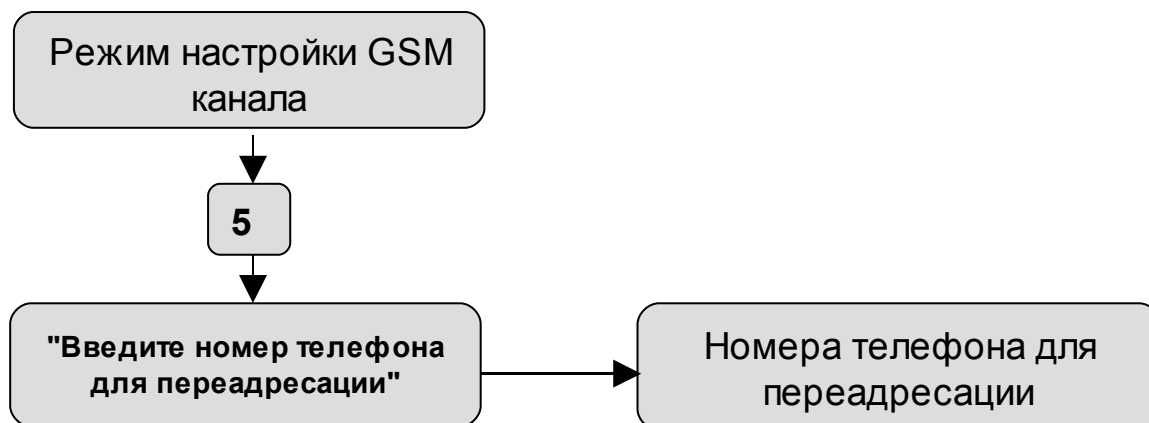 Режим настройки GSM
канала
5
"Введите номер телефона
для переадресации"
Номера телефона для
переадресации